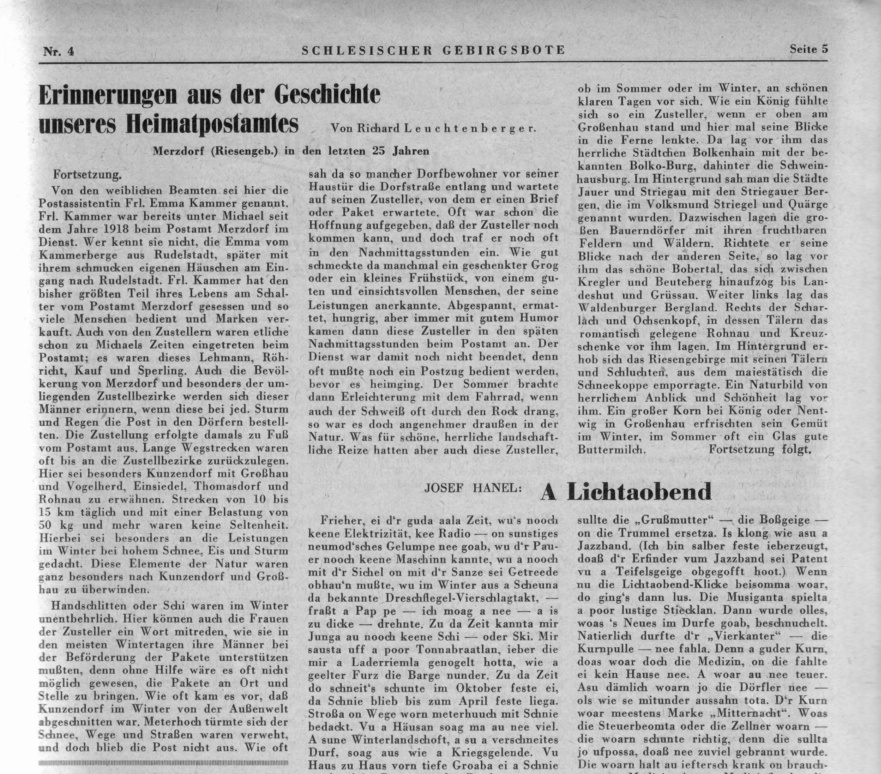 Nr. 4
SCHLESISCHER GEBIRGSBOTE
Seite 5
Erinnerungen aus der Geschichte
unseres Heimatpostamtes
Von Richard Leuchtenberger.
Merzdorf (Riesengeb.) in den letzten 25 Jahren
Fortsetzung.
Von den weiblichen Beamten sei hier die
Postassistentin Frl. Emma Kammer genannt.
Frl. Kammer war bereits unter Michael seit
dem Jahre 1918 beim Postamt Merzdorf im
Dienst. Wer kennt sie nicht, die Emma vom
Kammerberge aus Rudelstadt, später mit
ihrem schmucken eigenen Häuschen am Ein-
gang nach Rudelstadt. Frl. Kammer hat den
bisher größten Teil ihres Lebens am Schal-
ter vom Postamt Merzdorf gesessen und so
viele Menschen bedient und Marken ver-
kauft. Auch von den Zustellern waren etliche
schon zu Michaels Zeiten eingetreten beim
Postamt; es waren dieses Lehmann, Röh-
richt, Kauf und Sperling. Auch die Bevöl-
kerung von Merzdorf und besonders der um-
liegenden Zustellbezirke werden sich dieser
Männer erinnern, wenn diese bei jed. Sturm
und Regen die Post in den Dörfern bestell-
ten. Die Zustellung erfolgte damals zu Fuß
vom Postamt aus. Lange Wegstrecken waren
oft bis an die Zustellbezirke zurückzulegen.
Hier sei besonders Kunzendorf mit Großhau
und Vogelherd, Einsiedel, Thomasdorf und
Rohnau zu erwähnen. Strecken von 10 bis
15 km täglich und mit einer Belastung von
50 kg und mehr waren keine Seltenheit.
Hierbei sei besonders an die Leistungen
im Winter bei hohem Schnee, Eis und Sturm
gedacht. Diese Elemente der Natur waren
ganz besonders nach Kunzendorf und Groß-
hau zu überwinden.
Handschlitten oder Schi waren im Winter
unentbehrlich. Hier können auch die Frauen
der Zusteller ein Wort mitreden, wie sie in
den meisten Wintertagen ihre Männer bei
der Beförderung der Pakete unterstützen
mußten, denn ohne Hilfe wäre es oft nicht
möglich gewesen, die Pakete an Ort und
Stelle zu bringen. Wie oft kam es vor, daß
Kunzendorf im Winter von der Außenwelt
abgeschnitten war. Meterhoch türmte sich der
Schnee, Wege und Straßen waren verweht,
und doch blieb die Post nicht aus. Wie oft
sah da so mancher Dorfbewohner vor seiner
Haustür die Dorfstraße entlang und wartete
auf seinen Zusteller, von dem er einen Brief
oder Paket erwartete. Oft war schon die
Hoffnung aufgegeben, daß der Zusteller noch
kommen kann, und doch traf er noch oft
in den Nachmittagsstunden ein. Wie gut
schmeckte da manchmal ein geschenkter Grog
oder ein kleines Frühstück, von einem gu-
ten und einsichtsvollen Menschen, der seine
Leistungen anerkannte. Abgespannt, ermat-
tet, hungrig, aber immer mit gutem Humor
kamen dann diese Zusteller in den späten
Nachmittagsstunden beim Postamt an. Der
Dienst war damit noch nicht beendet, denn
oft mußte noch ein Postzug bedient werden,
bevor es heimging. Der Sommer brachte
dann Erleichterung mit dem Fahrrad, wenn
auch der Schweiß oft durch den Rock drang,
so war es doch angenehmer draußen in der
Natur. Was für schöne, herrliche landschaft-
liche Reize hatten aber auch diese Zusteller,
ob im Sommer oder im Winter, an schönen
klaren Tagen vor sich. Wie ein König fühlte
sich so ein Zusteller, wenn er oben am
Großenhau stand und hier mal seine Blicke
in die Ferne lenkte. Da lag vor ihm das
herrliche Städtchen Bolkenhain mit der be-
kannten Bolko-Burg, dahinter die Schwein-
hausburg. Im Hintergrund sah man die Städte
Jauer und Striegau mit den Striegauer Ber-
gen, die im Volksmund Striegel und Quärge
genannt wurden. Dazwischen lagen die gro-
ßen Bauerndörfer mit ihren fruchtbaren
Feldern und Wäldern. Richtete er seine
Blicke nach der anderen Seite, so lag vor
ihm das schöne Bobertal, das sich zwischen
Kregler und Beuteberg hinaufzog bis Lan-
deshut und Grüssau. Weiter links lag das
Waldenburger Bergland. Rechts der Schar-
lach und Ochsenkopf, in dessen Tälern das
romantisch gelegene Rohnau und Kreuz-
schenke vor ihm lagen. Im Hintergrund er-
hob sich das Riesengebirge mit seinen Tälern
und Schluchten, aus dem maiestätisch die
Schneekoppe emporragte. Ein Naturbild von
herrlichem Anblick und Schönheit lag vor
ihm. Ein großer Korn bei König oder Nent-
wig in Großenhau erfrischten sein Gemüt
im Winter, im Sommer oft ein Glas gute
Buttermilch. Fortsetzung folgt.
JOSEF HANEL: A Lichtaobend
Frieher, ei d'r guda aala Zeit, wu's nooch
keene Elektrizität, kee Radio — on sunstiges
neumod'sches Gelumpe nee goab, wu d'r Pau-
er nooch keene Maschinn kannte, wu a nooch
mit d'r Sichel on mit d'r Sanze sei Getreede
obhau'n mußte, wu im Winter aus a Scheuna
da bekannte Dreschflegel-Vierschlagtakt, —
fraßt a Pap pe — ich moag a nee — a is
zu dicke — drehnte. Zu da Zeit kannta mir
Junga au nooch keene Schi — oder Ski. Mir
sausta uff a poor Tonnabraatlan, ieber die
mir a Laderriemla genogelt hotta, wie a
geelter Furz die Barge nunder. Zu da Zeit
do schneit's schunte im Oktober feste ei,
da Schnie blieb bis zum April feste liega.
Stroßa on Wege worn meterhuuch mit Schnie
bedackt. Vu a Häusan soag ma au nee viel.
A sune Winterlandschoft, a su a verschneites
Durf, soag aus wie a Kriegsgelende. Vu
Haus zu Haus vorn tiefe Groaba ei a Schnie
sullte die „Grußmutter" — die Boßgeige —
on die Trummel ersetza. Is klong wie asu a
Jazzband. (Ich bin salber feste ieberzeugt,
doaß d'r Erfinder vum Jazzband sei Patent
vu a Teifelsgeige obgegofft hoot.) Wenn
nu die Lichtaobend-Klicke beisomma woar,
do ging's dann lus. Die Musiganta spielta
a poor lustige Stiecklan. Dann wurde olles,
woas 's Neues im Durfe goab, beschnuchelt.
Natierlich durfte d'r „Vierkanter" — die
Kurnpulle — nee fahla. Denn a guder Kurn,
doas woar doch die Medizin, on die fahlte
ei kein Hause nee. A woar au nee teuer.
Asu dämlich woarn jo die Dörfler nee —
ols wie se mitunder aussahn tota. D'r Kurn
woar meestens Marke „Mitternacht". Woas
die Steuerbeomta oder die Zellner woarn —
die woarn schunte richtig, denn die sullta
jo ufpossa, doaß nee zuviel gebrannt wurde.
Die woarn halt au ieftersch krank on brauch-